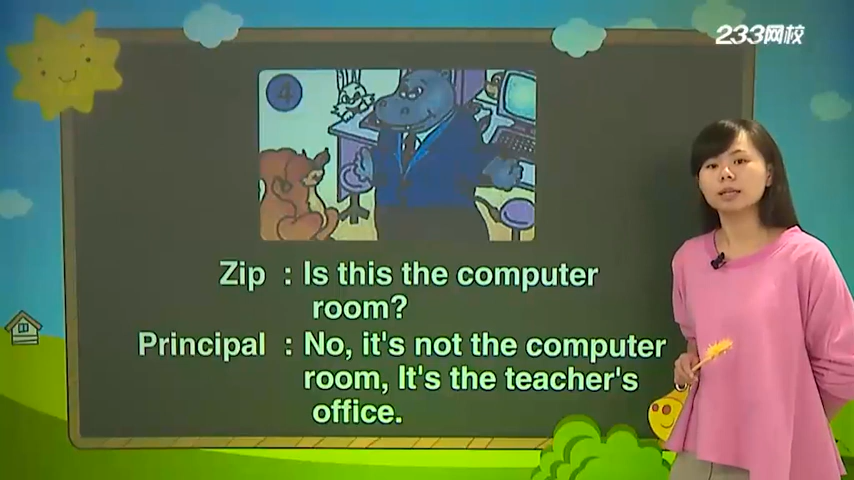 233网校
4
Zip : Is this the computer
room?
Principal : No, it's not the computer
room, It's the teacher's
office.